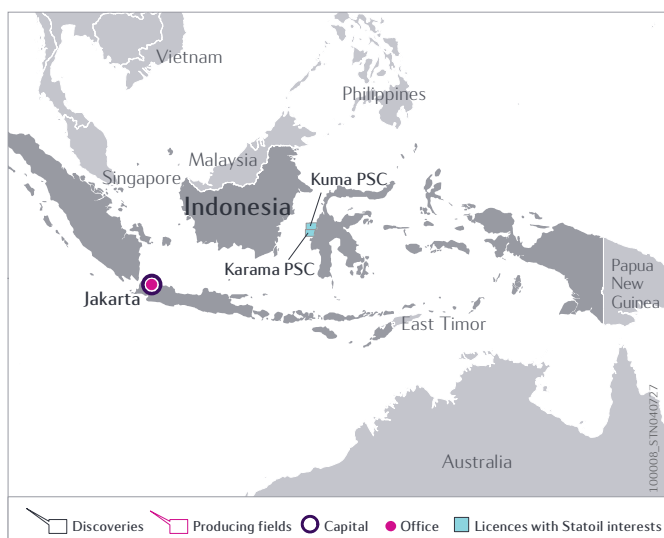 Vietnam
Philippines
Malaysia
Singapore
Kuma PSC
Indonesia
Karama PSC
Papua
New
Guinea
Jakarta
East Timor
Australia
100008_STN040727
Discoveries
Producing fields
Capital
Office
Licences with Statoil interests